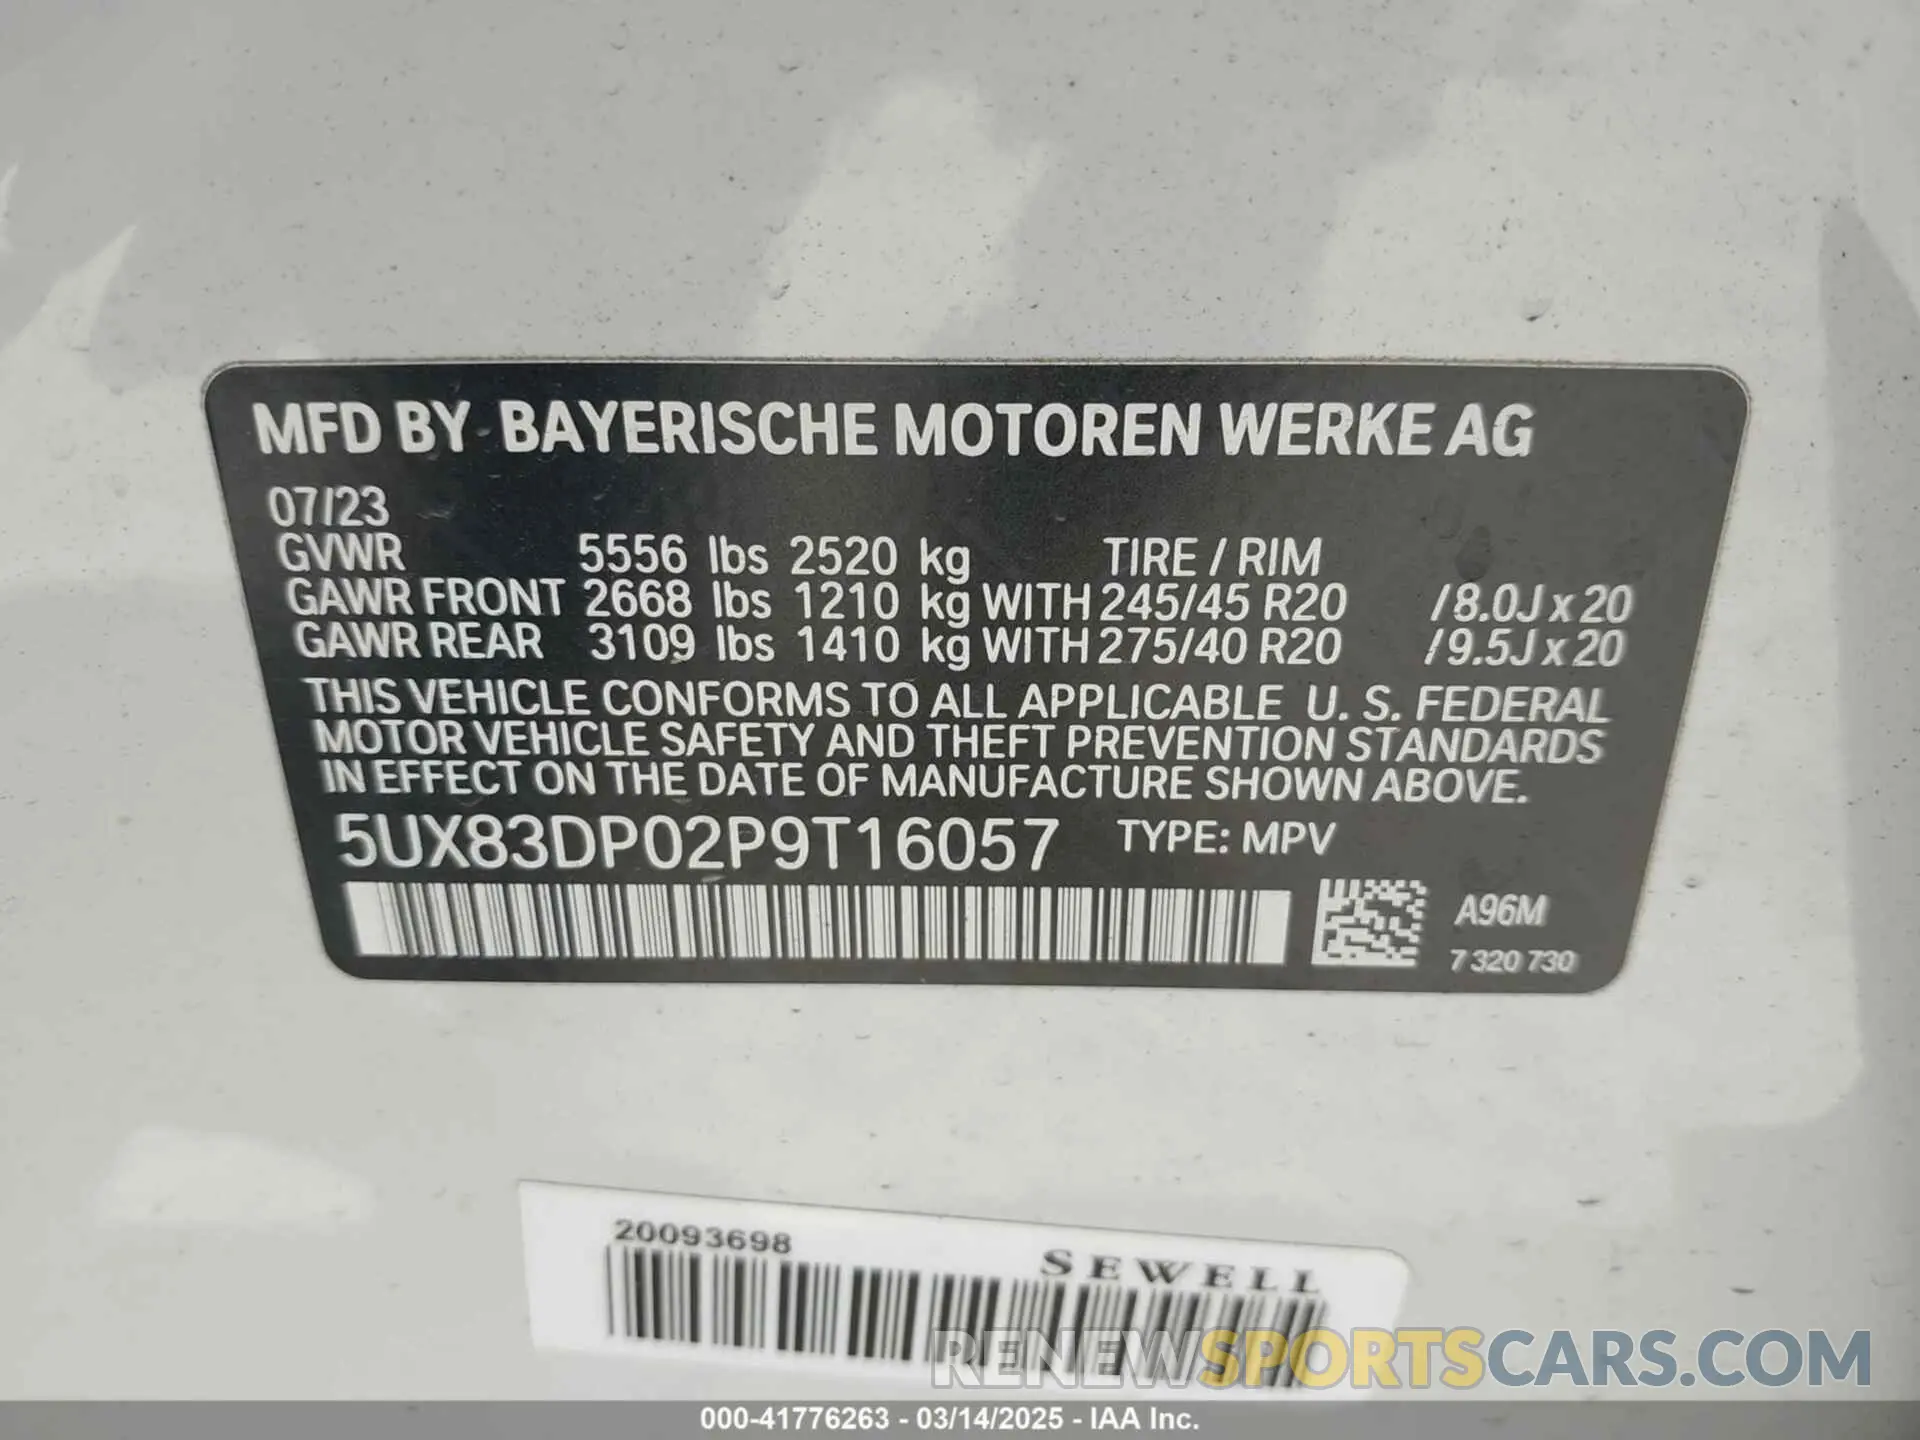 MFD BY BAYERISCHE MOTOREN WERKE AG
07/23
GVWR 5556 lbs 2520 kg TIRE / RIM
GAWR FRONT 2668 lbs 1210 kg WITH 245/45 R20 /8.0J x 20
GAWR REAR 3109 lbs 1410 kg WITH 275/40 R20 /9.5J x 20
THIS VEHICLE CONFORMS TO ALL APPLICABLE U. S. FEDERAL
MOTOR VEHICLE SAFETY AND THEFT PREVENTION STANDARDS
IN EFFECT ON THE DATE OF MANUFACTURE SHOWN ABOVE.
5UX83DP02P9T16057 TYPE: MPV
A96M
7 320 730
20093698
SEWELL
RENEWSPORTSCARS.COM
000-41776263 - 03/14/2025 - IAA Inc.